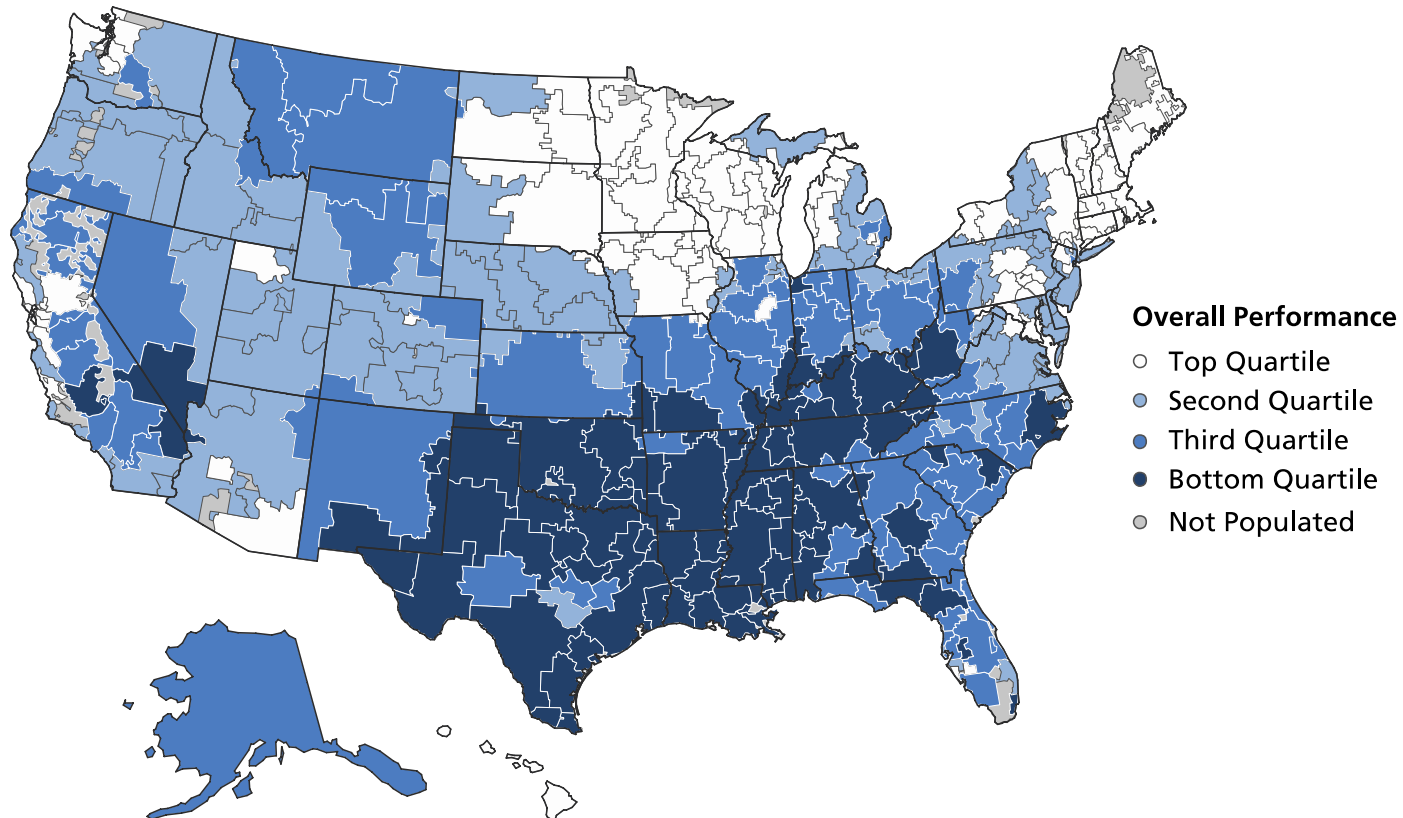 Overall Performance
Top Quartile
Second Quartile
Third Quartile
Bottom Quartile
Not Populated